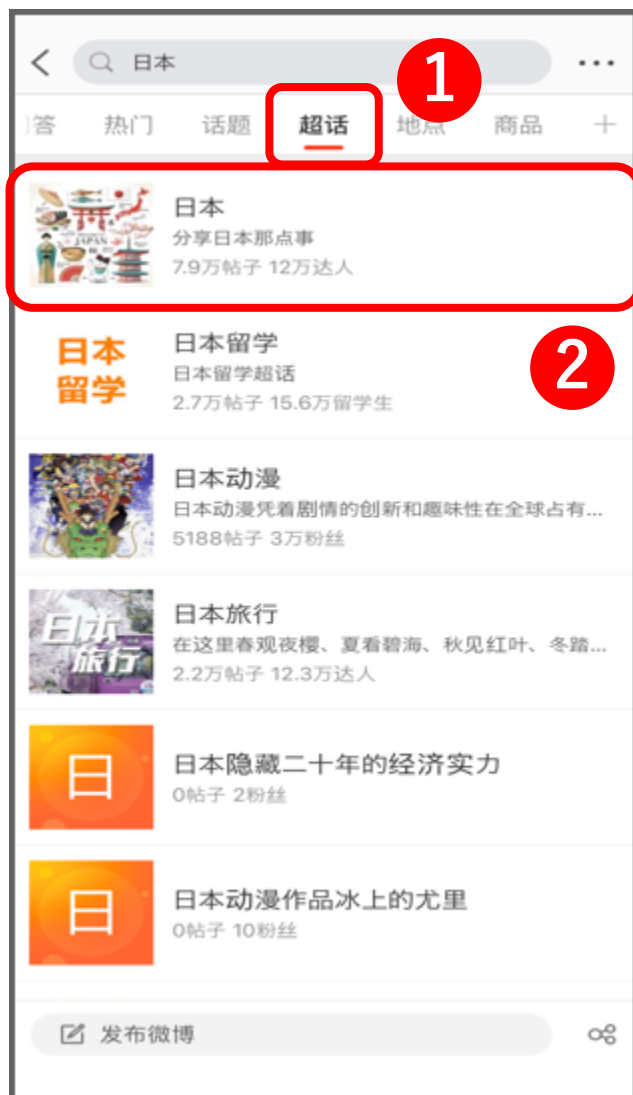 日本
1
答 热门 话题 超话 地点 商品
日本
分享日本那点事
7.9万帖子 12万达人
JAPAN
2
日本
留学
日本留学
日本留学超话
2.7万帖子 15.6万留学生
日本动漫
日本动漫凭着剧情的创新和趣味性在全球占有...
5188帖子 3万粉丝
日本
旅行
日本旅行
在这里春观夜樱、夏看碧海、秋见红叶、冬踏...
2.2万帖子 12.3万达人
日
日本隐藏二十年的经济实力
0帖子 2粉丝
日
日本动漫作品冰上的尤里
0帖子 10粉丝
发布微博